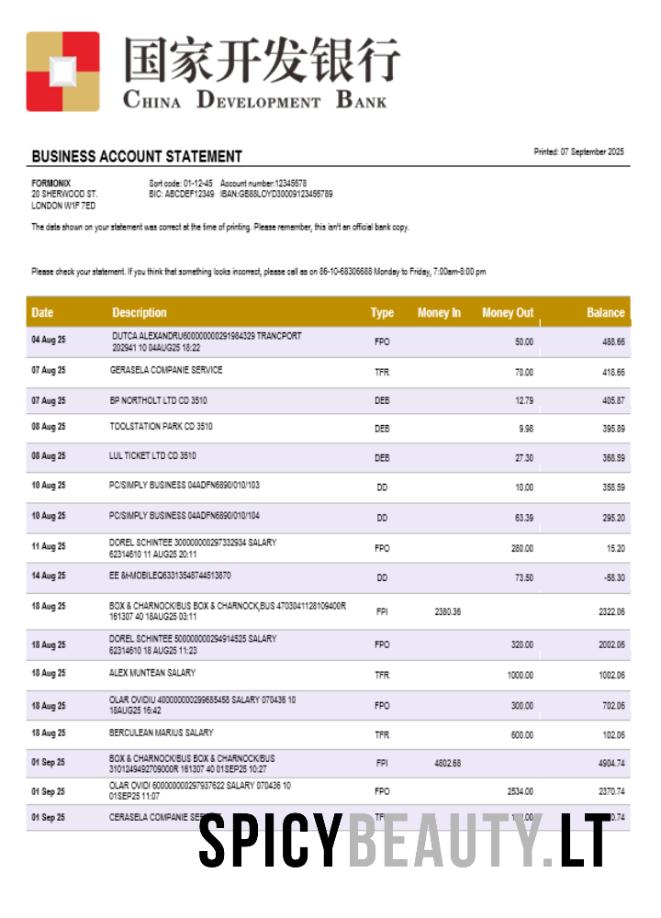 国家开发银行
CHINA DEVELOPMENT BANK
BUSINESS ACCOUNT STATEMENT
Printed: 07 September 2025
FORMONIX Sort code: 01-12-45 Account number:12345678
20 SHERWOOD ST. BIC: ABCDEF12349 IBAN:GB88LOYD30009123456789
LONDON W1F 7ED
The data shown on your statement was correct at the time of printing. Please remember, this isn't an official bank copy.
Please check your statement. If you think that something looks incorrect, please call as on 86-10-68306688 Monday to Friday, 7:00am-8:00 pm
Date Description Type Money In Money Out Balance
04 Aug 25 DUTCA ALEXANDRU600000000291984329 TRANCPORT FPO 50.00 488.66
202941 10 04AUG25 18:22
07 Aug 25 GERASELA COMPANIE SERVICE TFR 70.00 418.66
07 Aug 25 BP NORTHOLT LTD CD 3510 DEB 12.79 405.87
08 Aug 25 TOOLSTATION PARK CD 3510 DEB 9.98 395.89
08 Aug 25 LUL TICKET LTD CD 3510 DEB 27.30 368.59
10 Aug 25 PC/SIMPLY BUSINESS 04ADFN6890/010/103 DD 10.00 358.59
10 Aug 25 PC/SIMPLY BUSINESS 04ADFN6890/010/104 DD 63.39 295.20
11 Aug 25 DOREL SCHINTEE 300000000297332934 SALARY FPO 280.00 15.20
62314610 11 AUG25 20:11
14 Aug 25 EE &I-MOBILEQ63313548744513870 DD 73.50 -58.30
18 Aug 25 BOX & CHARNOCK/BUS BOX & CHARNOCK,BUS 4703041128109400R FPI 2380.36 2322.06
161307 40 18AUG25 03:11
18 Aug 25 DOREL SCHINTEE 500000000294914525 SALARY FPO 320.00 2002.06
62314610 18 AUG25 11:23
18 Aug 25 ALEX MUNTEAN SALARY TFR 1000.00 1002.06
18 Aug 25 OLAR OVIDIU 400000000299685458 SALARY 070436 10 FPO 300.00 702.06
18AUG25 16:42
18 Aug 25 BERCULEAN MARIUS SALARY TFR 600.00 102.06
01 Sep 25 BOX & CHARNOCK/BUS BOX & CHARNOCK/BUS FPI 4802.68 4904.74
3101249492709000R 161307 40 01SEP25 10:27
01 Sep 25 OLAR OVIDI 600000000297937622 SALARY 070436 10 FPO 2534.00 2370.74
01SEP25 11:07
01 Sep 25 CERASELA COMPANIE
SPICYBEAUTY.LT